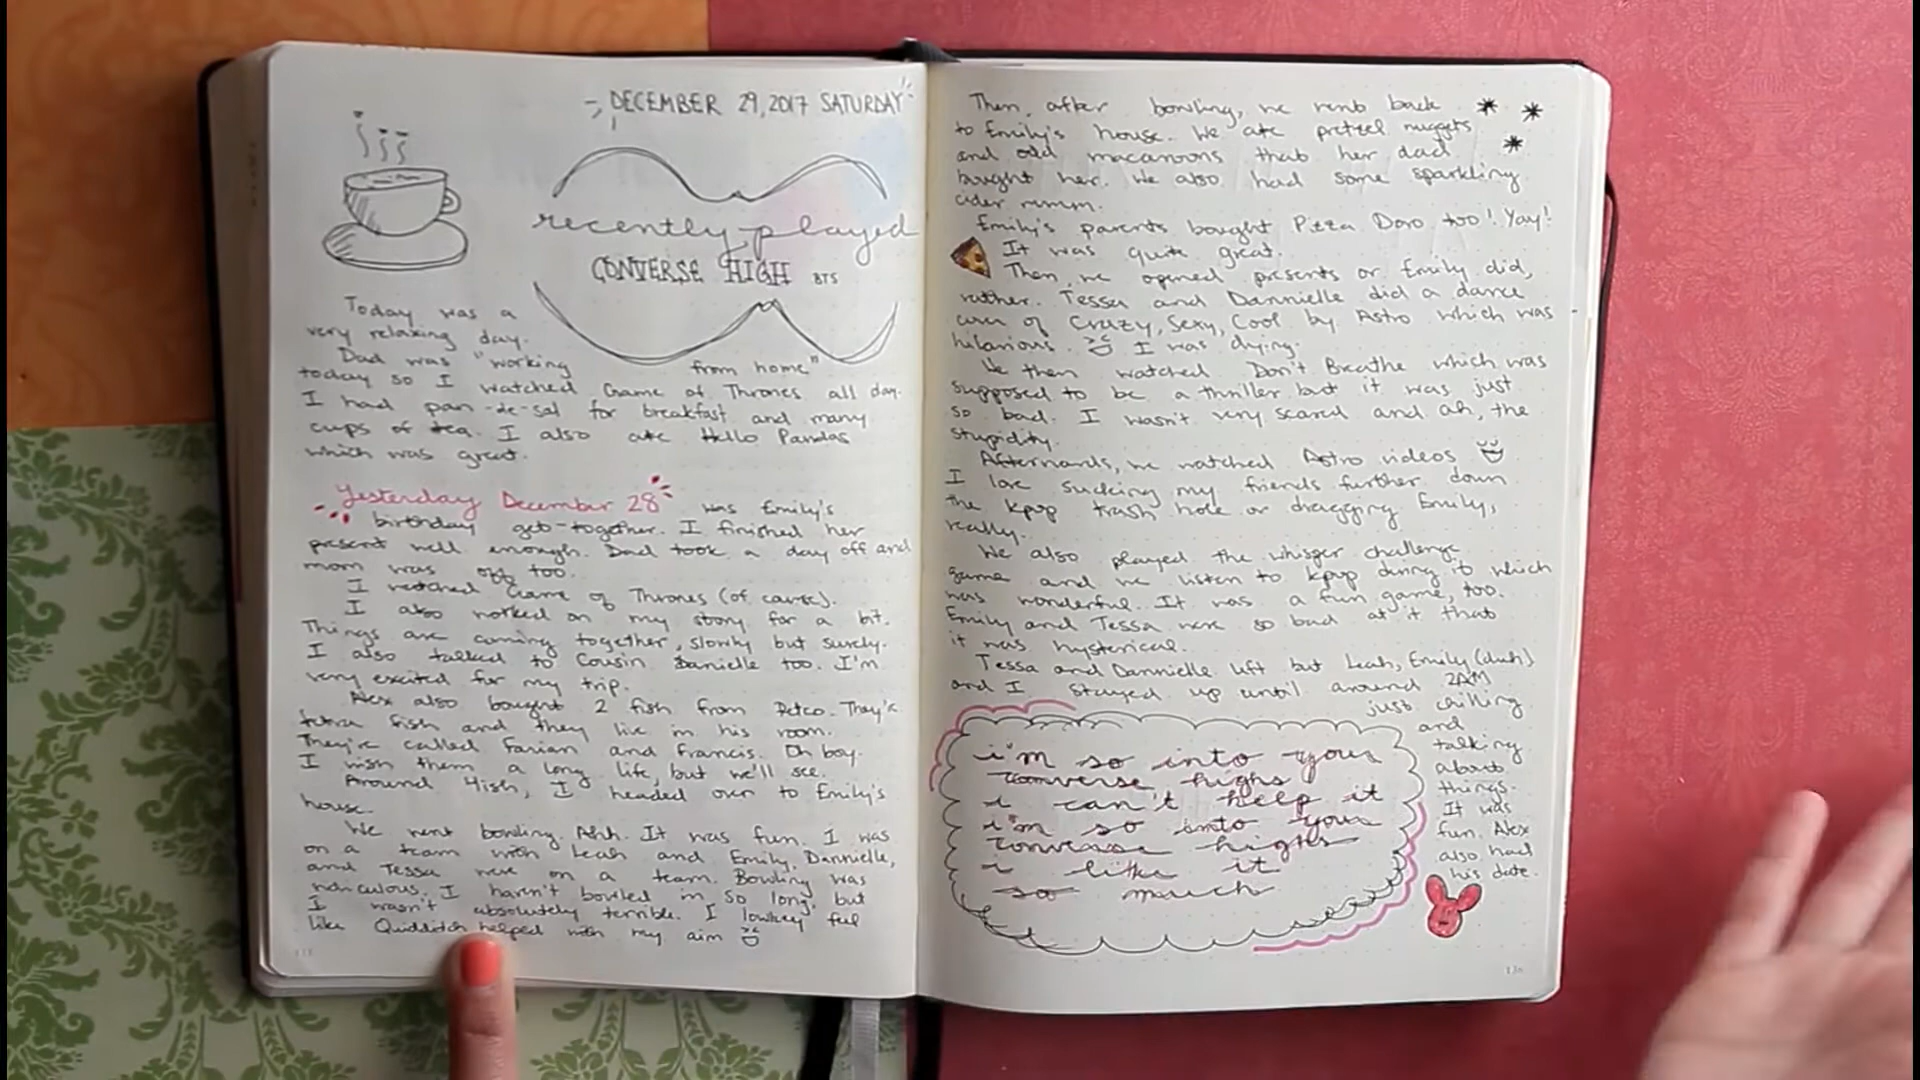 DECEMBER 29, 2017 SATURDAY
recently played
CONVERSE HIGH BTS
Today was a
very relaxing day.
Dad was "working from home"
today so I watched Game of Thrones all day.
I had pan-de-sal for breakfast and many
cups of tea. I also ate Hello Pandas
which was great.
Yesterday December 28 was Emily's
birthday get-together. I finished her
present well enough. Dad took a day off and
mom was off too.
I watched Game of Thrones (of course).
I also worked on my story for a bit.
Things are coming together, slowly but surely.
I also talked to Cousin Danielle too. I'm
very excited for my trip.
Alex also bought 2 fish from Petco. They're
tetra fish and they live in his room.
They're called Farian and Francis. Oh boy.
I wish them a long life, but we'll see.
Around 4ish, I headed over to Emily's
house.
We went bowling. Ahh. It was fun. I was
on a team with Leah and Emily. Dannielle,
and Tessa were on a team. Bowling was
ridiculous. I haven't bowled in so long, but
I wasn't absolutely terrible. I lowkey feel
like Quidditch helped with my aim
Then, after bowling, we went back
to Emily's house. We ate pretzel nuggets
and odd macaroons that her dad
bought her. We also had some sparkling
cider mmm.
Emily's parents bought Pizza Doro too! Yay!
It was quite great.
Then, we opened presents or Emily did,
rather. Tessa and Dannielle did a dance
cover of Crazy, Sexy, Cool by Astro which was
hilarious. I was dying.
We then watched Don't Breathe which was
supposed to be a thriller but it was just
so bad. I wasn't very scared and ah, the
stupidity.
Afterwards, we watched Astro videos
I love sucking my friends further down
the kpop trash hole or dragging Emily,
really.
We also played the whisper challenge
game and we listen to kpop during it which
was wonderful. It was a fun game, too.
Emily and Tessa were so bad at it that
it was hysterical.
Tessa and Dannielle left but Leah, Emily (duh)
and I stayed up until around 2AM
just chilling
and
talking
about
things.
It was
fun. Alex
also had
his date.
i'm so into your
converse highs
i can't help it
i'm so into your
converse highs
i like it
so much